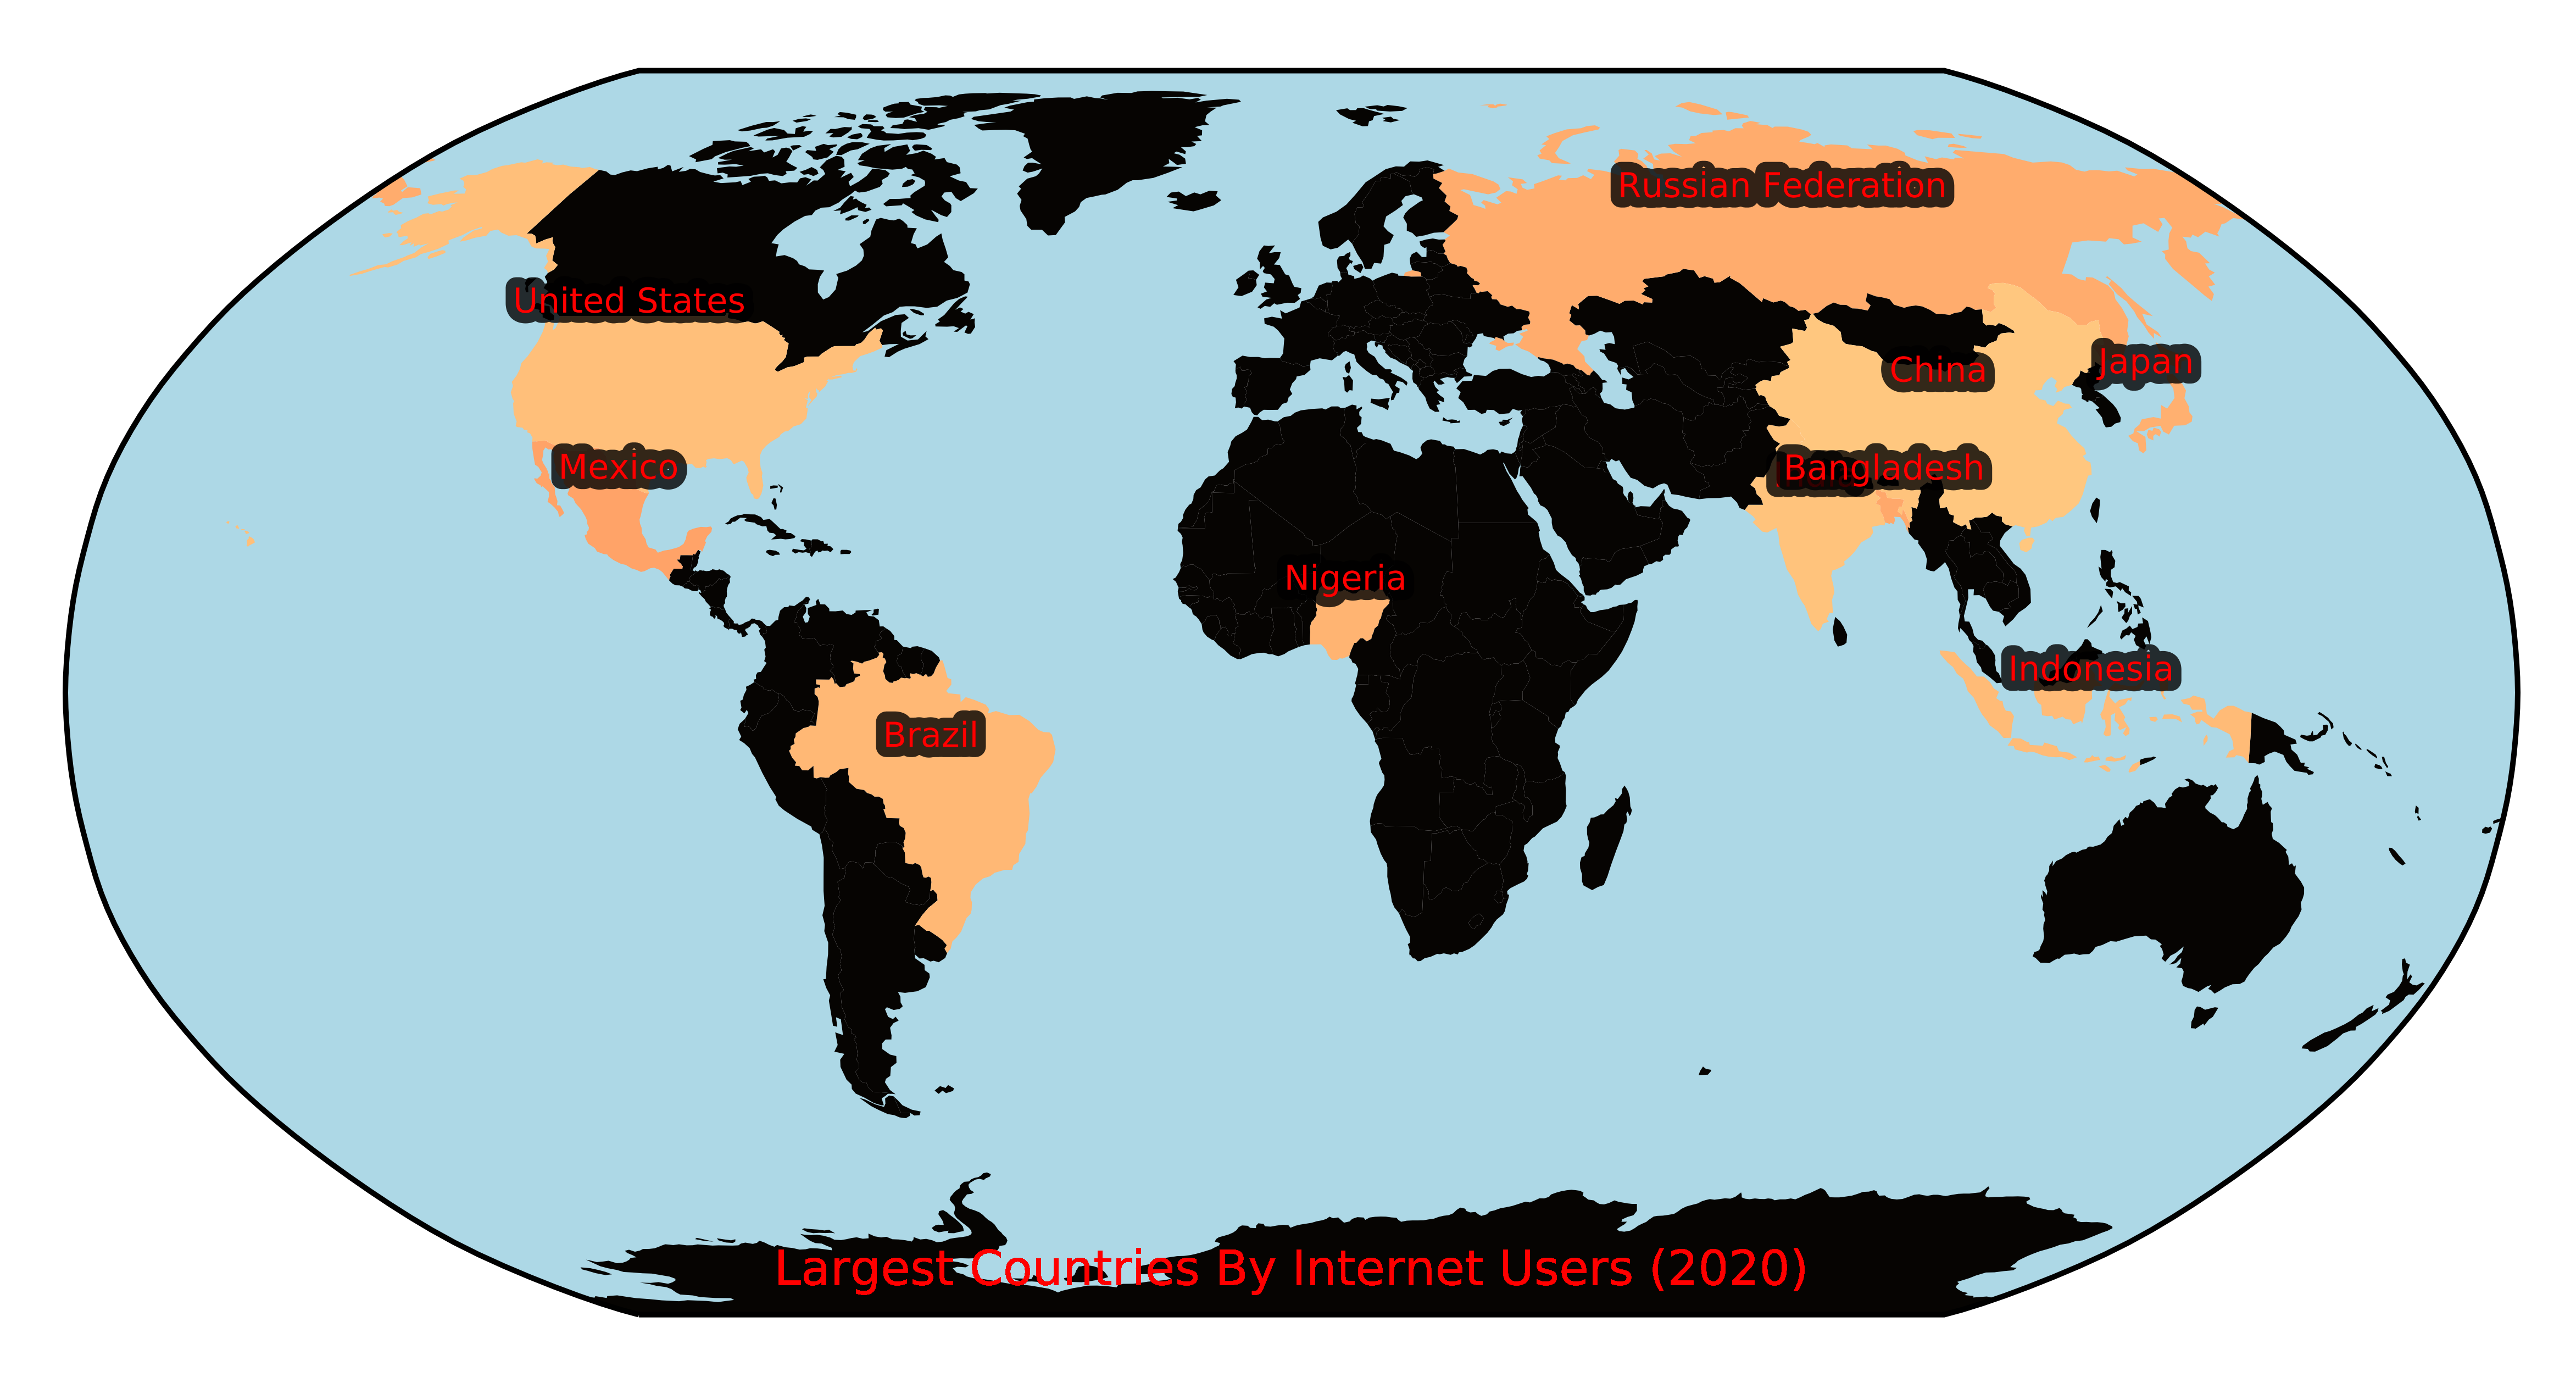 Russian Federation
United States
Japan
China
Mexico
Bangladesh
Nigeria
Indonesia
Brazil
Largest Countries By Internet Users (2020)